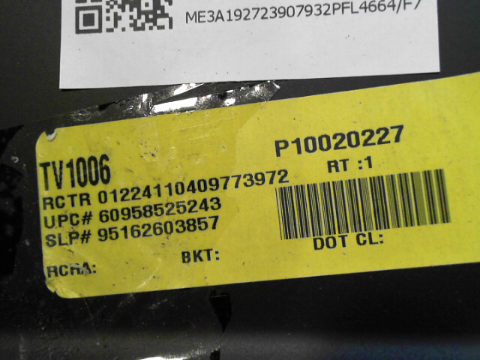 ME3A192723907932PFL4664/F7
P10020227
TV1006
RT :1
RCTR 01224110409773972
UPC# 60958525243
SLP# 95162603857
BKT:
DOT CL:
RCRA: